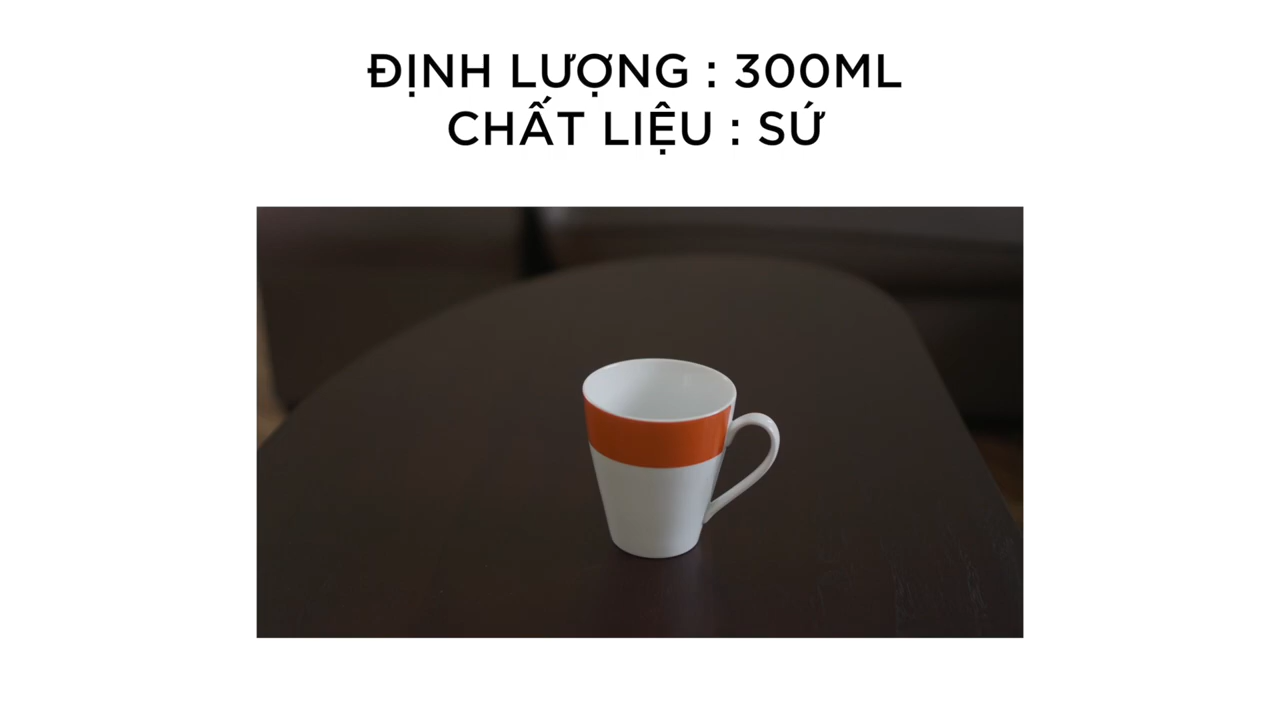 ĐỊNH LƯỢNG : 300ML
CHẤT LIỆU : SỨ